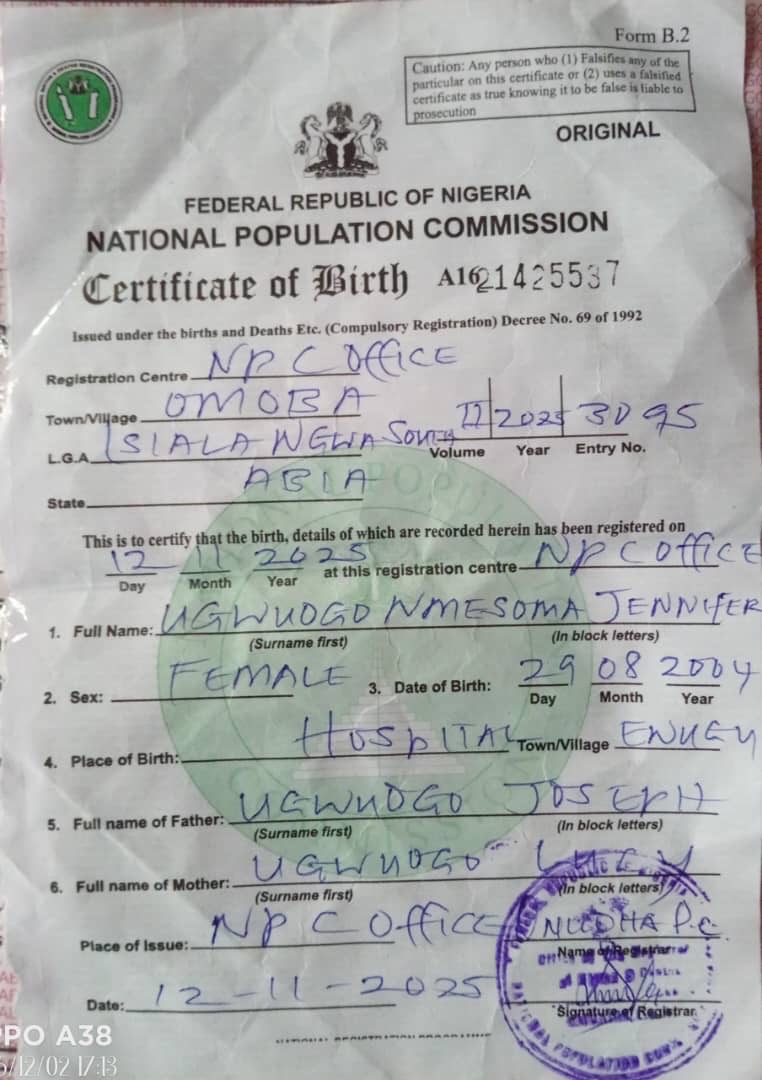 Form B.2
Caution: Any person who (1) Falsifies any of the
particular on this certificate or (2) uses a falsified
certificate as true knowing it to be false is liable to
prosecution
ORIGINAL
FEDERAL REPUBLIC OF NIGERIA
NATIONAL POPULATION COMMISSION
Certificate of Birth A1621425537
Issued under the births and Deaths Etc. (Compulsory Registration) Decree No. 69 of 1992
Registration Centre NPC Office
Town/Village OMOBA
L.G.A ISIALA NGWA South
II 2025 3095
Volume Year Entry No.
State ABIA
This is to certify that the birth, details of which are recorded herein has been registered on
12 11 2025 at this registration centre NPC Office
Day Month Year
1. Full Name: UGWUOGO NMESOMA JENNIFER
(Surname first) (In block letters)
2. Sex: FEMALE 3. Date of Birth: 29 08 2004
Day Month Year
4. Place of Birth: HOSPITAL Town/Village ENUGU
5. Full name of Father: UGWUOGO JOSEPH
(Surname first) (In block letters)
6. Full name of Mother: UGWUOGO LUCY
(Surname first) (In block letters)
Place of Issue: NPC Office P.C.
Name of Registrar
Date: 12-11-2025
Signature of Registrar
NATIONAL POPULATION
PPO A38
/12/02 17:13